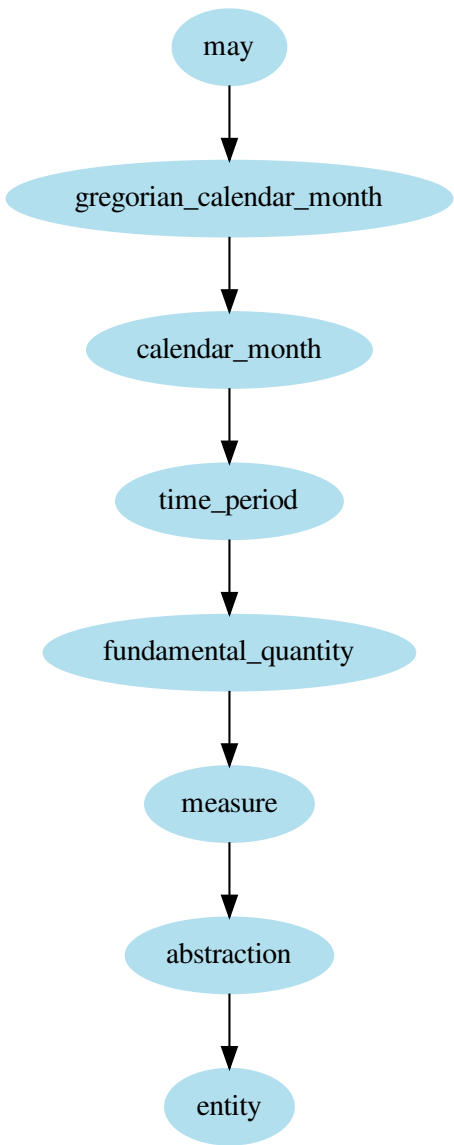 may
gregorian_calendar_month
calendar_month
time_period
fundamental_quantity
measure
abstraction
entity